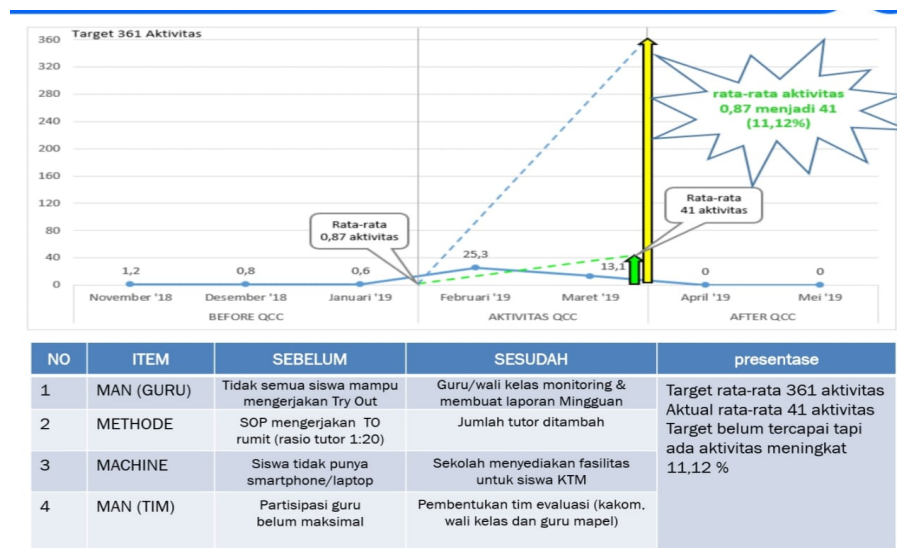 Target 361 Aktivitas
360
320
280
240
200
160
120
80
40
0
rata-rata aktivitas
0,87 menjadi 41
(11,12%)
Rata-rata
41 aktivitas
Rata-rata
0,87 aktivitas
1,2
0,8
0,6
25,3
13,1
0
0
November '18
Desember '18
Januari '19
Februari '19
Maret '19
April '19
Mei '19
BEFORE QCC
AKTIVITAS QCC
AFTER QCC
NO ITEM SEBELUM SESUDAH presentase
1 MAN (GURU)
Tidak semua siswa mampu
mengerjakan Try Out
Guru/wali kelas monitoring &
membuat laporan Mingguan
2 METHODE
SOP mengerjakan TO
rumit (rasio tutor 1:20)
Jumlah tutor ditambah
3 MACHINE
Siswa tidak punya
smartphone/laptop
Sekolah menyediakan fasilitas
untuk siswa KTM
4 MAN (TIM)
Partisipasi guru
belum maksimal
Pembentukan tim evaluasi (kakom,
wali kelas dan guru mapel)
Target rata-rata 361 aktivitas
Aktual rata-rata 41 aktivitas
Target belum tercapai tapi
ada aktivitas meningkat
11,12 %